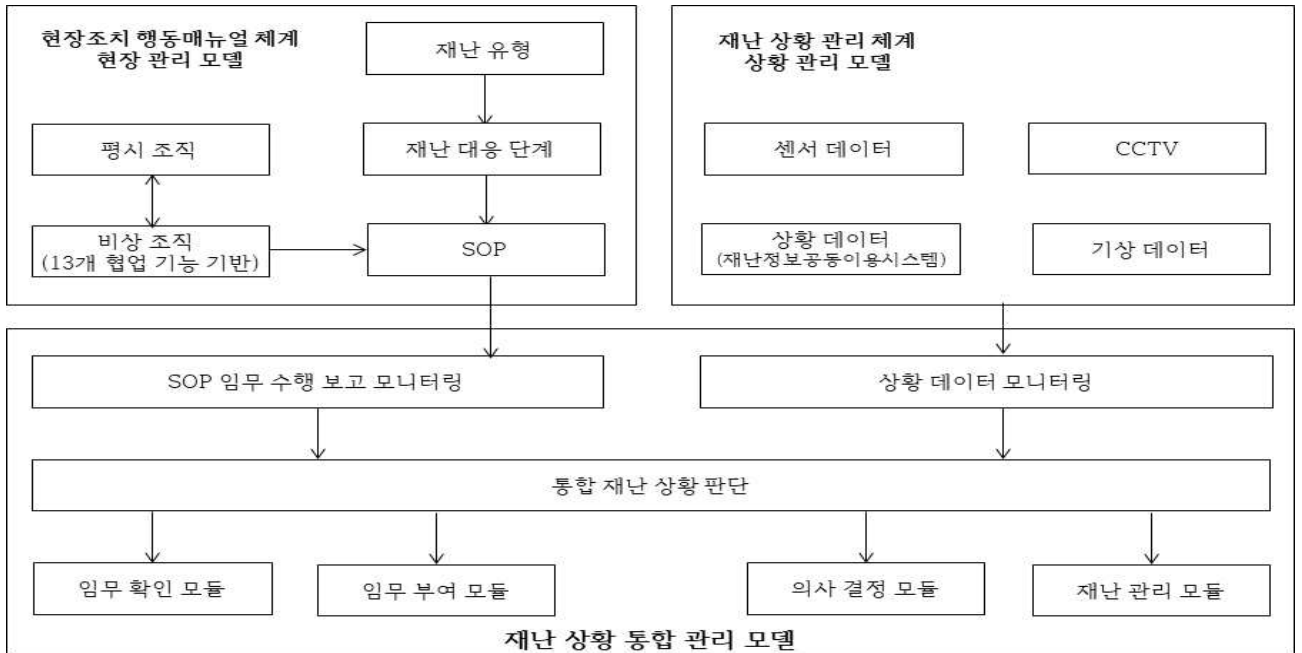 현장조치 행동매뉴얼 체계
현장 관리 모델
재난 유형
평시 조직
재난 대응 단계
비상 조직
(13개 협업 기능 기반)
SOP
재난 상황 관리 체계
상황 관리 모델
센서 데이터
CCTV
상황 데이터
(재난정보공동이용시스템)
기상 데이터
SOP 임무 수행 보고 모니터링
상황 데이터 모니터링
통합 재난 상황 판단
임무 확인 모듈
임무 부여 모듈
의사 결정 모듈
재난 관리 모듈
재난 상황 통합 관리 모델